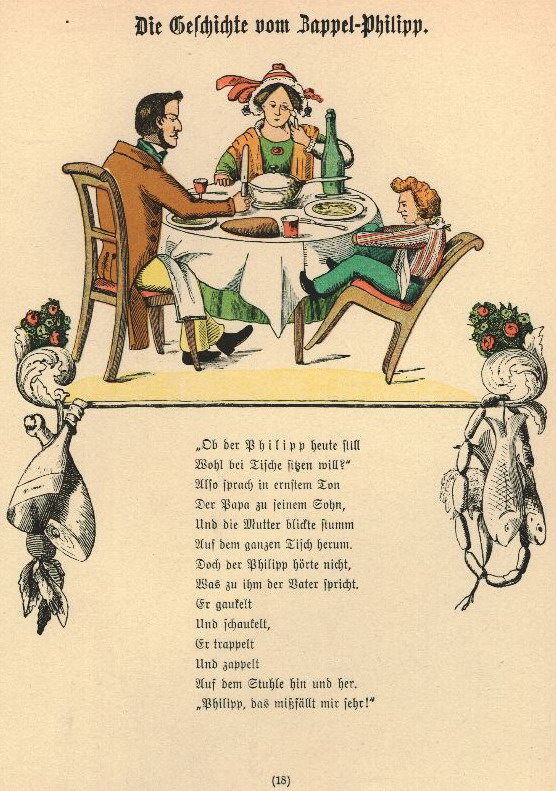 Die Geschichte vom Zappel-Philipp.
„Ob der Philipp heute still
Wohl bei Tische sitzen will?“
Also sprach in ernstem Ton
Der Papa zu seinem Sohn,
Und die Mutter blickte stumm
Auf dem ganzen Tisch herum.
Doch der Philipp hörte nicht,
Was zu ihm der Vater spricht.
Er gaukelt
Und schaukelt,
Er trappelt
Und zappelt
Auf dem Stuhle hin und her.
„Philipp, das mißfällt mir sehr!“
(18)